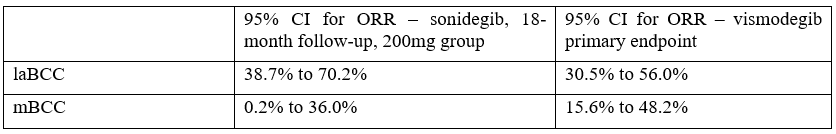 95% CI for ORR – sonidegib, 18-
month follow-up, 200mg group
95% CI for ORR – vismodegib
primary endpoint
laBCC
38.7% to 70.2%
30.5% to 56.0%
mBCC
0.2% to 36.0%
15.6% to 48.2%